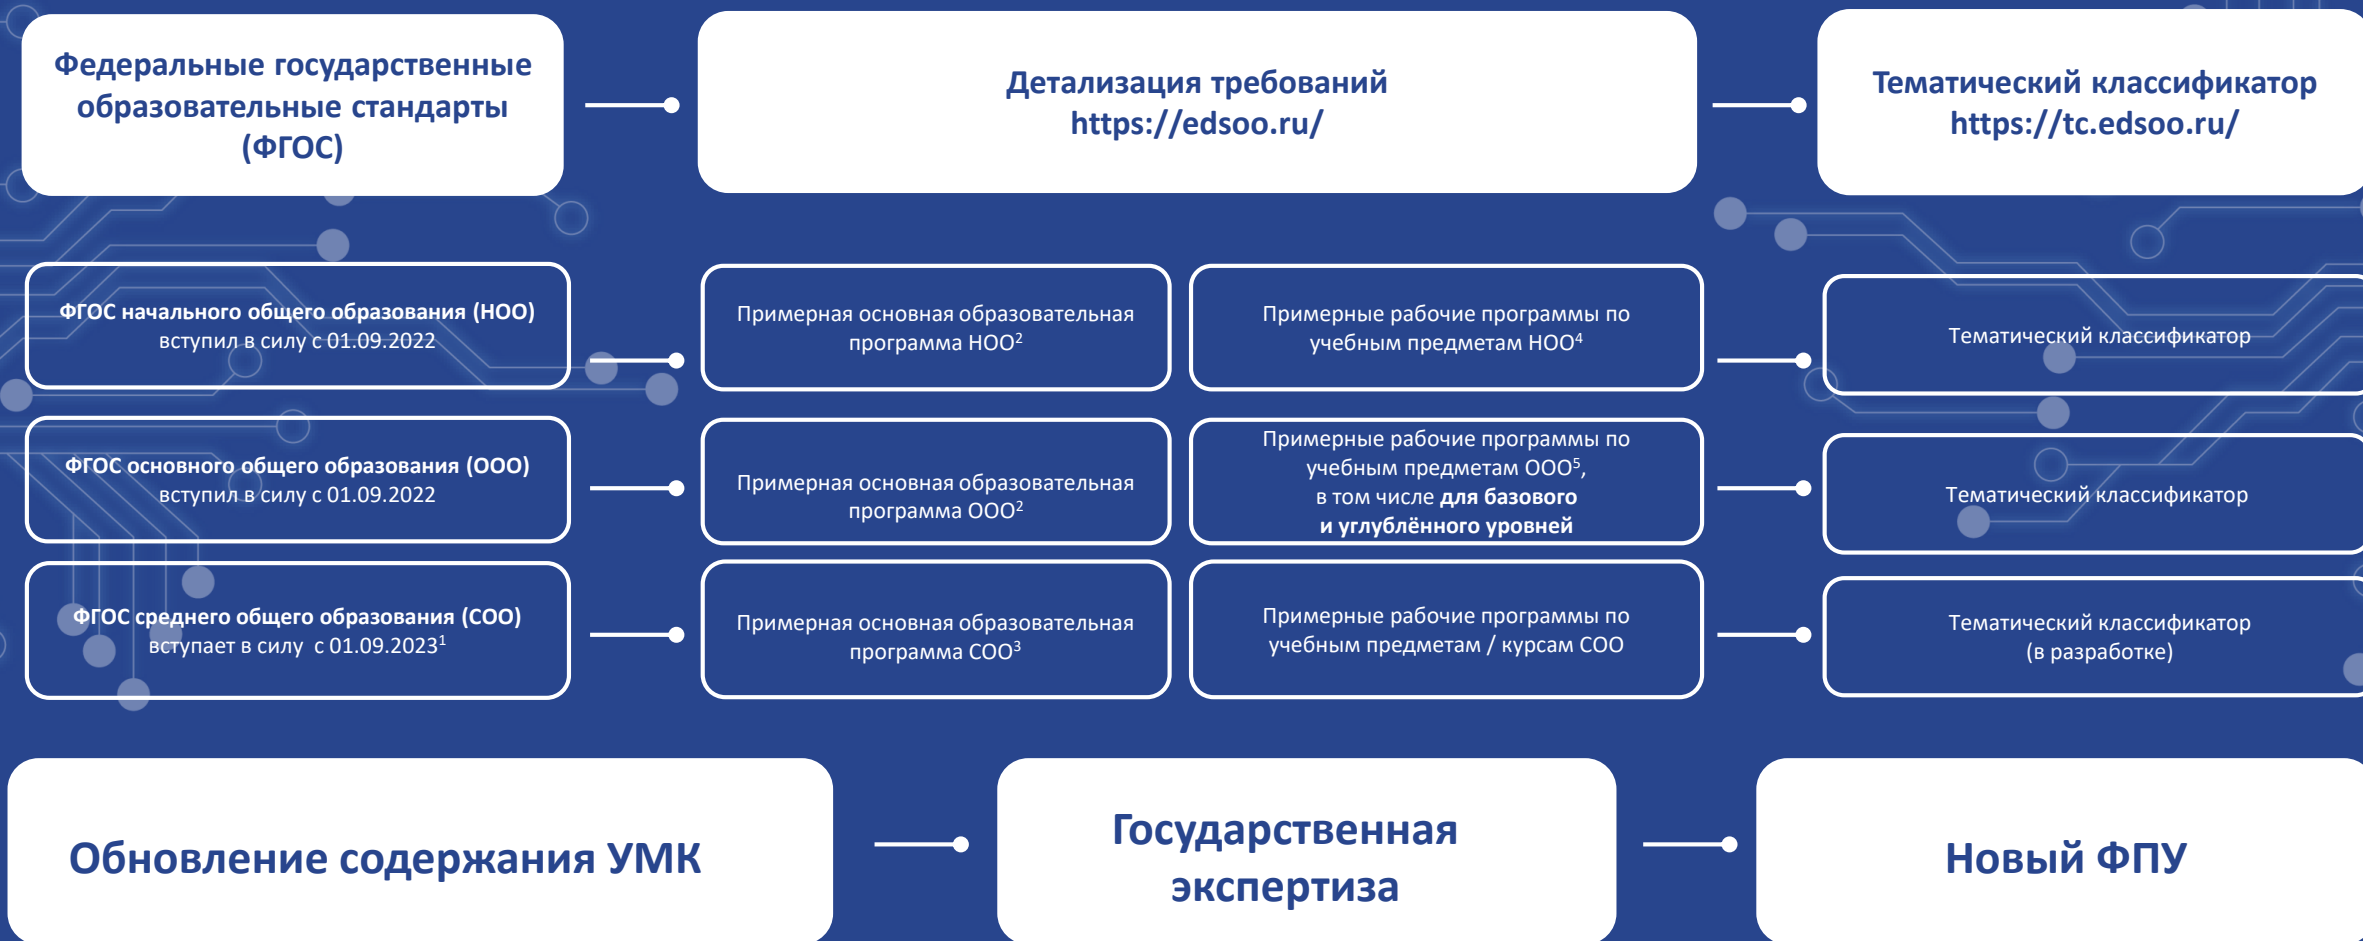 Федеральные государственные
образовательные стандарты
(ФГОС)
Детализация требований
https://edsoo.ru/
Тематический классификатор
https://tc.edsoo.ru/
ФГОС начального общего образования (НОО)
вступил в силу с 01.09.2022
Примерная основная образовательная
программа НОО²
Примерные рабочие программы по
учебным предметам НОО⁴
Тематический классификатор
ФГОС основного общего образования (ООО)
вступил в силу с 01.09.2022
Примерная основная образовательная
программа ООО²
Примерные рабочие программы по
учебным предметам ООО⁵,
в том числе для базового
и углублённого уровней
Тематический классификатор
ФГОС среднего общего образования (СОО)
вступает в силу с 01.09.2023¹
Примерная основная образовательная
программа СОО³
Примерные рабочие программы по
учебным предметам / курсам СОО
Тематический классификатор
(в разработке)
Обновление содержания УМК
Государственная
экспертиза
Новый ФПУ